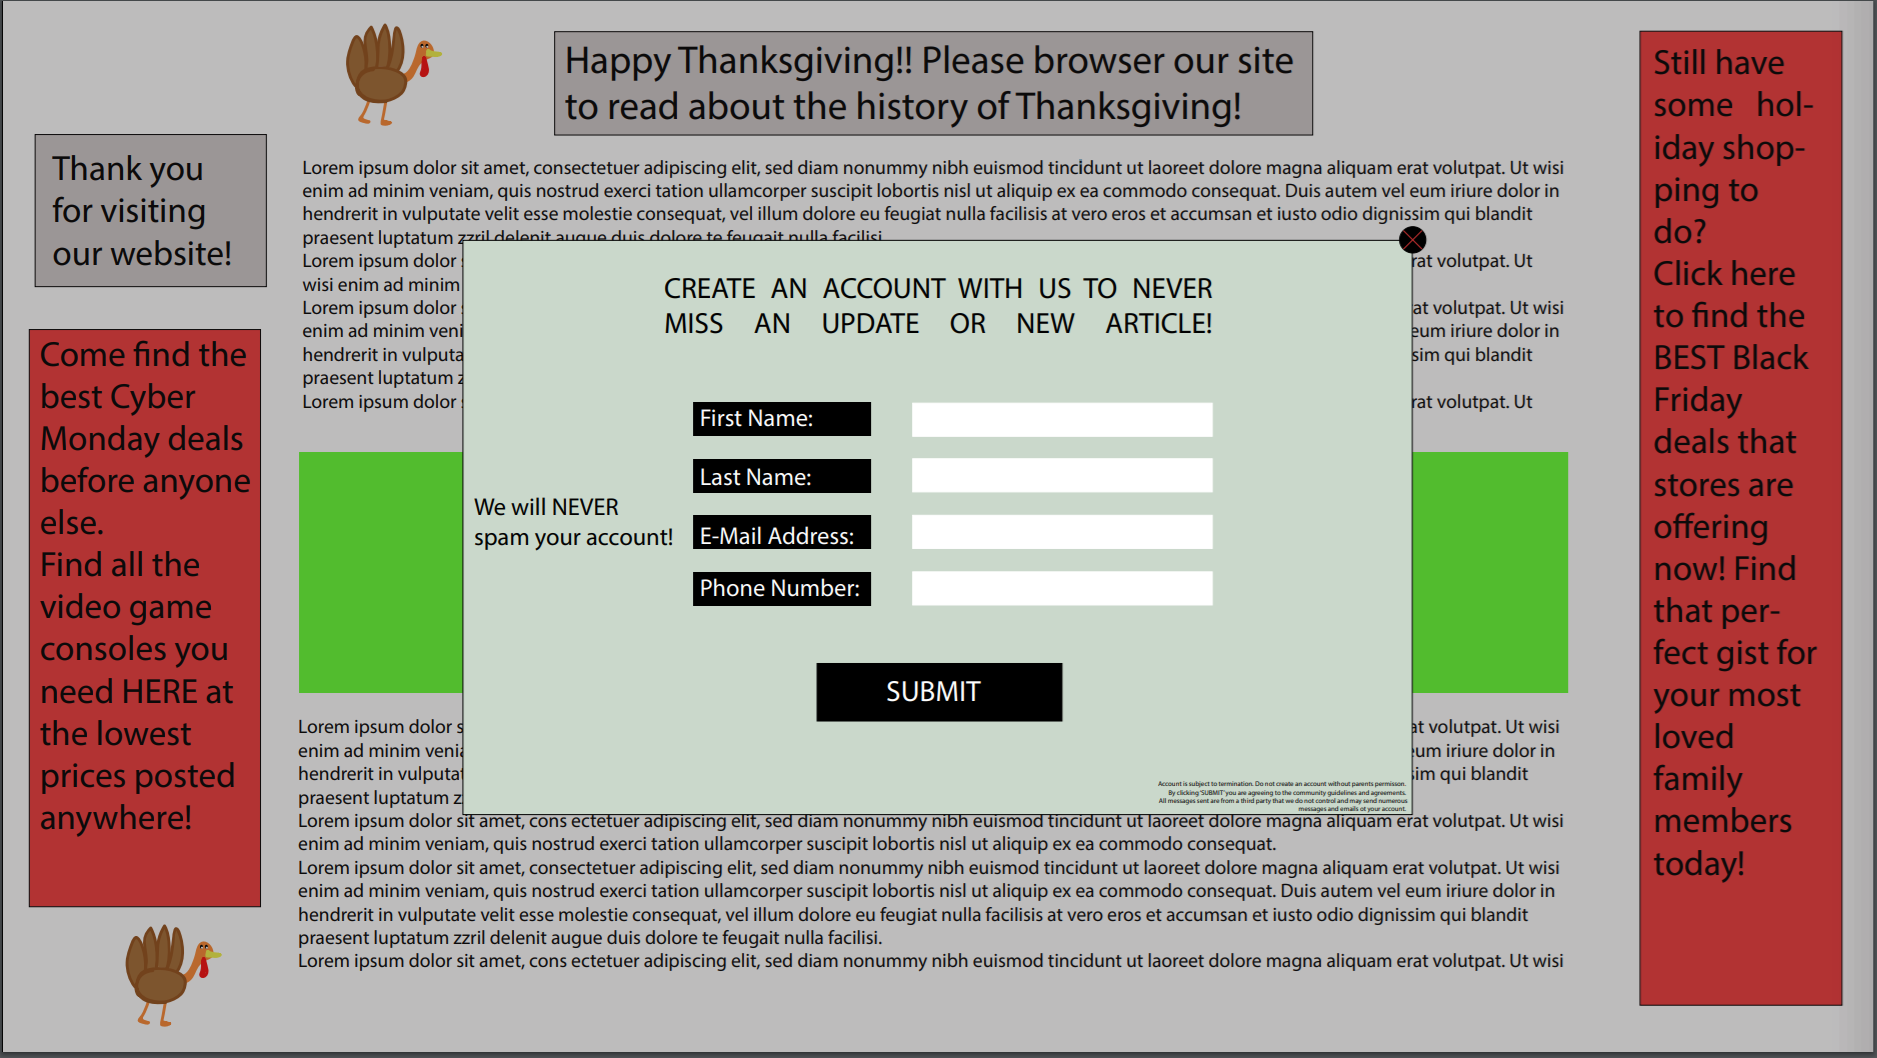 Happy Thanksgiving!! Please browser our site
to read about the history of Thanksgiving!
Thank you
for visiting
our website!
Come find the
best Cyber
Monday deals
before anyone
else.
Find all the
video game
consoles you
need HERE at
the lowest
prices posted
anywhere!
Lorem ipsum dolor sit amet, consectetuer adipiscing elit, sed diam nonummy nibh euismod tincidunt ut laoreet dolore magna aliquam erat volutpat. Ut wisi
enim ad minim veniam, quis nostrud exerci tation ullamcorper suscipit lobortis nisl ut aliquip ex ea commodo consequat. Duis autem vel eum iriure dolor in
hendrerit in vulputate velit esse molestie consequat, vel illum dolore eu feugiat nulla facilisis at vero eros et accumsan et iusto odio dignissim qui blandit
praesent luptatum zzril delenit augue duis dolore te feugait nulla facilisi.
Lorem ipsum dolor rat volutpat. Ut
wisi enim ad minim
Lorem ipsum dolor at volutpat. Ut wisi
enim ad minim veni eum iriure dolor in
hendrerit in vulputa sim qui blandit
praesent luptatum z
Lorem ipsum dolor rat volutpat. Ut
CREATE AN ACCOUNT WITH US TO NEVER
MISS AN UPDATE OR NEW ARTICLE!
First Name:
Last Name:
We will NEVER
spam your account!
E-Mail Address:
Phone Number:
SUBMIT
Account is subject to termination. Do not create an account without parents permisson.
By clicking 'SUBMIT' you are agreeing to the community guidelines and agreements.
All messages sent are from a third party that we do not control and may send numerous
messages and emails ot your account.
Lorem ipsum dolor s at volutpat. Ut wisi
enim ad minim venia um iriure dolor in
hendrerit in vulputat sim qui blandit
praesent luptatum z
Lorem ipsum dolor sit amet, cons ectetuer adipiscing elit, sed diam nonummy nibh euismod tincidunt ut laoreet dolore magna aliquam erat volutpat. Ut wisi
enim ad minim veniam, quis nostrud exerci tation ullamcorper suscipit lobortis nisl ut aliquip ex ea commodo consequat.
Lorem ipsum dolor sit amet, consectetuer adipiscing elit, sed diam nonummy nibh euismod tincidunt ut laoreet dolore magna aliquam erat volutpat. Ut wisi
enim ad minim veniam, quis nostrud exerci tation ullamcorper suscipit lobortis nisl ut aliquip ex ea commodo consequat. Duis autem vel eum iriure dolor in
hendrerit in vulputate velit esse molestie consequat, vel illum dolore eu feugiat nulla facilisis at vero eros et accumsan et iusto odio dignissim qui blandit
praesent luptatum zzril delenit augue duis dolore te feugait nulla facilisi.
Lorem ipsum dolor sit amet, cons ectetuer adipiscing elit, sed diam nonummy nibh euismod tincidunt ut laoreet dolore magna aliquam erat volutpat. Ut wisi
Still have
some hol-
iday shop-
ping to
do?
Click here
to find the
BEST Black
Friday
deals that
stores are
offering
now! Find
that per-
fect gist for
your most
loved
family
members
today!